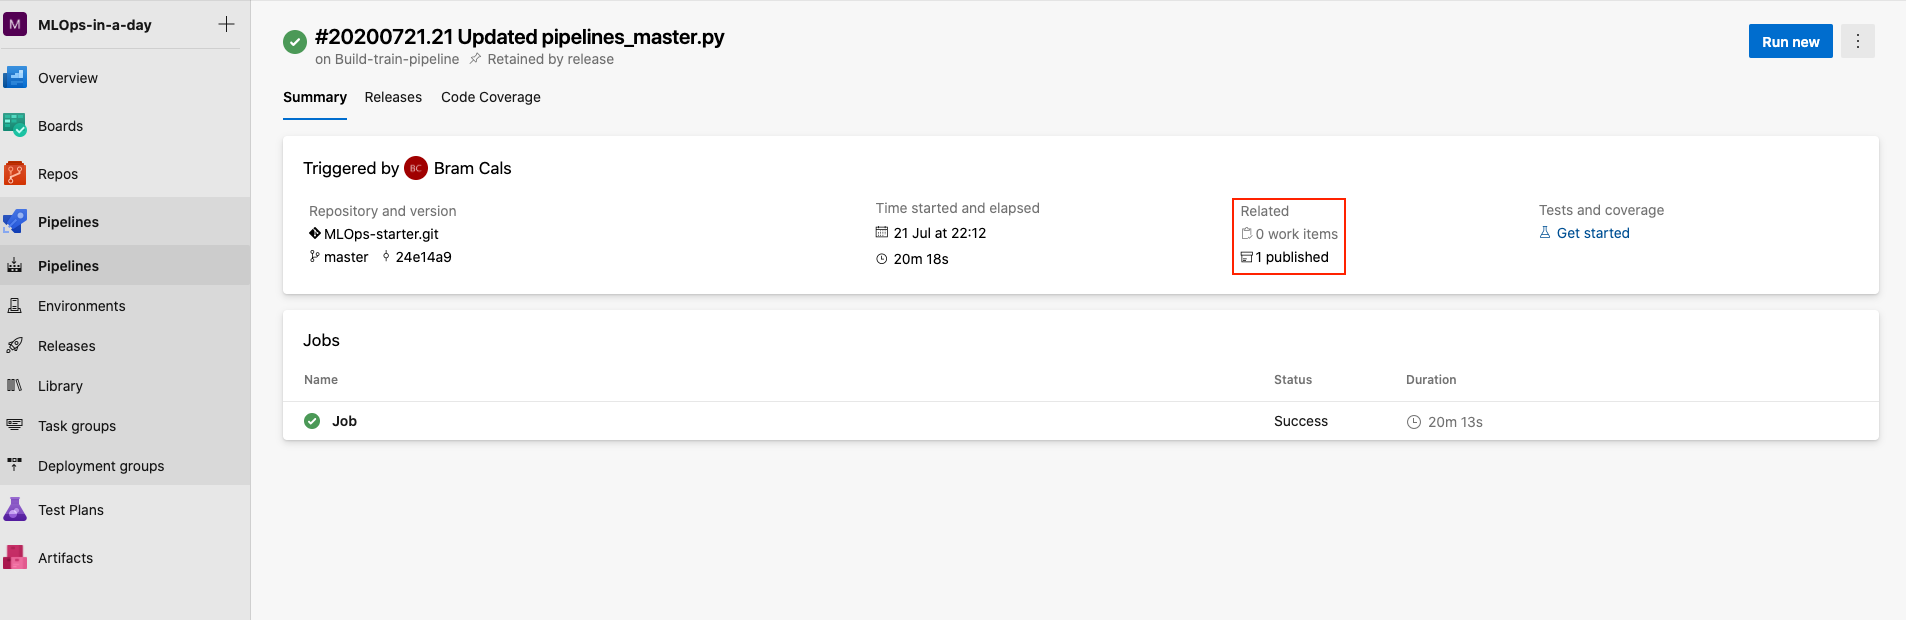 M MLOps-in-a-day
Overview
Boards
Repos
Pipelines
Pipelines
Environments
Releases
Library
Task groups
Deployment groups
Test Plans
Artifacts
#20200721.21 Updated pipelines_master.py
on Build-train-pipeline Retained by release
Run new
Summary Releases Code Coverage
Triggered by BC Bram Cals
Repository and version
MLOps-starter.git
master 24e14a9
Time started and elapsed
21 Jul at 22:12
20m 18s
Related
0 work items
1 published
Tests and coverage
Get started
Jobs
Name Status Duration
Job Success 20m 13s